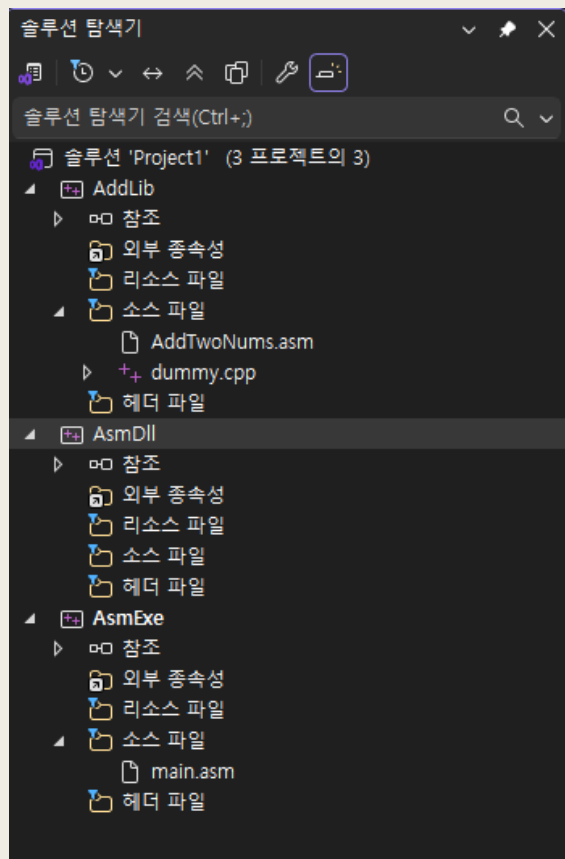 솔루션 탐색기
솔루션 탐색기 검색(Ctrl+;)
솔루션 'Project1' (3 프로젝트의 3)
AddLib
참조
외부 종속성
리소스 파일
소스 파일
AddTwoNums.asm
dummy.cpp
헤더 파일
AsmDll
참조
외부 종속성
리소스 파일
소스 파일
헤더 파일
AsmExe
참조
외부 종속성
리소스 파일
소스 파일
main.asm
헤더 파일